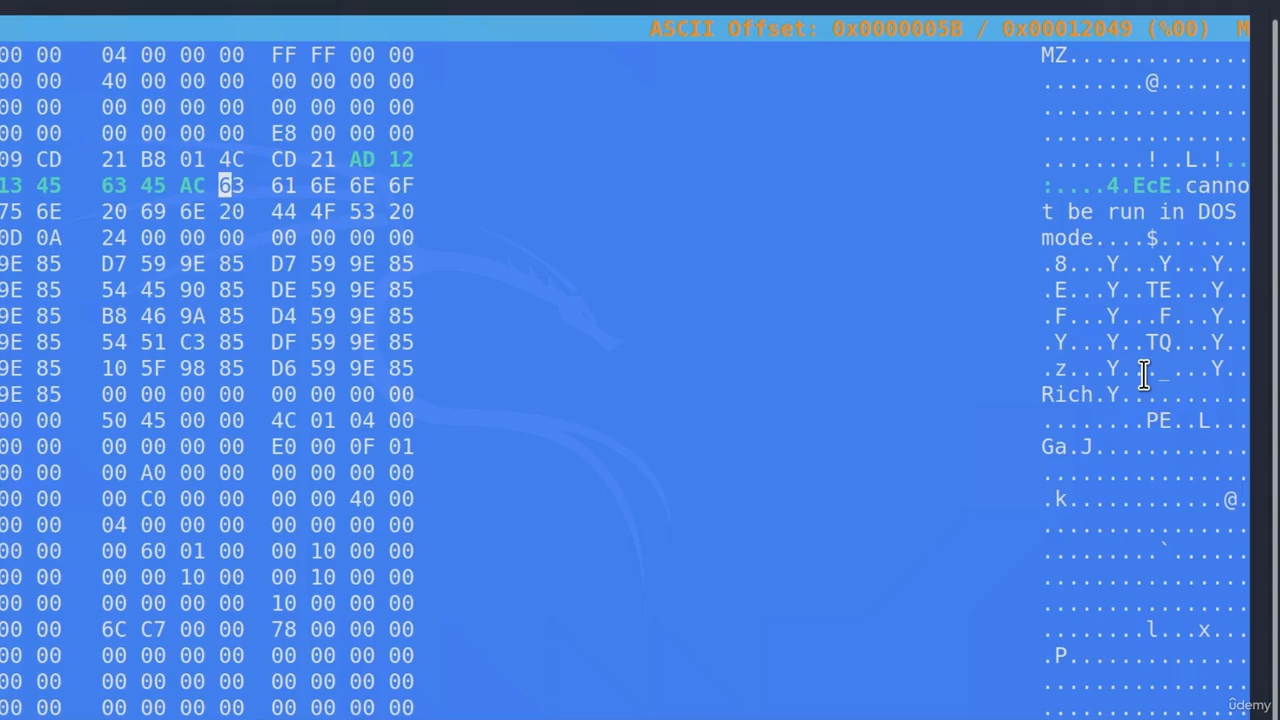 ASCII Offset: 0x0000005B / 0x00012049 (%00) M
00 00 04 00 00 00 FF FF 00 00 MZ..............
00 00 40 00 00 00 00 00 00 00 ........@.......
00 00 00 00 00 00 00 00 00 00 ................
00 00 00 00 00 00 E8 00 00 00 ................
09 CD 21 B8 01 4C CD 21 AD 12 ........!..L.!..
13 45 63 45 AC 63 61 6E 6E 6F :....4.EcE.canno
75 6E 20 69 6E 20 44 4F 53 20 t be run in DOS
0D 0A 24 00 00 00 00 00 00 00 mode....$.......
9E 85 D7 59 9E 85 D7 59 9E 85 .8...Y...Y...Y..
9E 85 54 45 90 85 DE 59 9E 85 .E...Y..TE...Y..
9E 85 B8 46 9A 85 D4 59 9E 85 .F...Y...F...Y..
9E 85 54 51 C3 85 DF 59 9E 85 .Y...Y..TQ...Y..
9E 85 10 5F 98 85 D6 59 9E 85 .z...Y..._...Y..
9E 85 00 00 00 00 00 00 00 00 Rich.Y..........
00 00 50 45 00 00 4C 01 04 00 ........PE..L...
00 00 00 00 00 00 E0 00 0F 01 Ga.J............
00 00 00 A0 00 00 00 00 00 00 ................
00 00 00 C0 00 00 00 00 40 00 .k............@.
00 00 04 00 00 00 00 00 00 00 ................
00 00 00 60 01 00 00 10 00 00 .........`......
00 00 00 00 10 00 00 10 00 00 ................
00 00 00 00 00 00 10 00 00 00 ................
00 00 6C C7 00 00 78 00 00 00 ........l...x...
00 00 00 00 00 00 00 00 00 00 .P..............
00 00 00 00 00 00 00 00 00 00 ................
00 00 00 00 00 00 00 00 00 00 ................
ûdemy